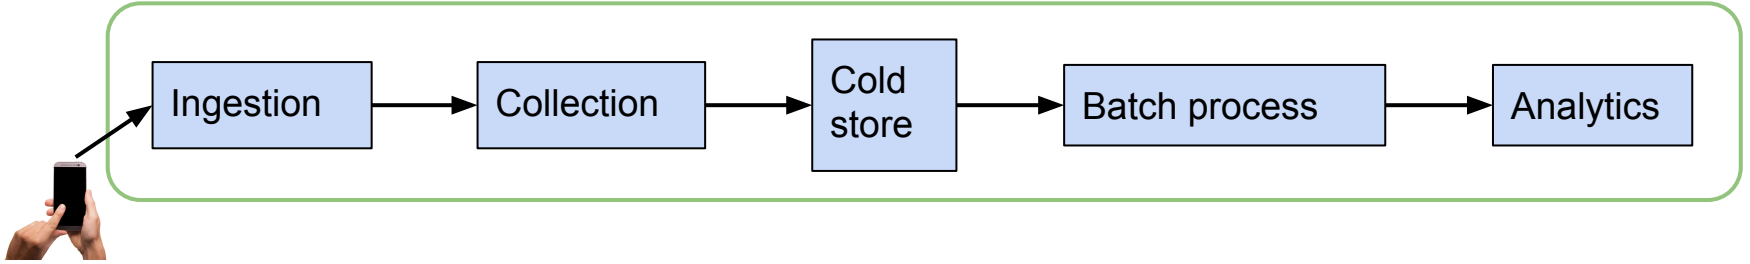 Ingestion
Collection
Cold
store
Batch process
Analytics